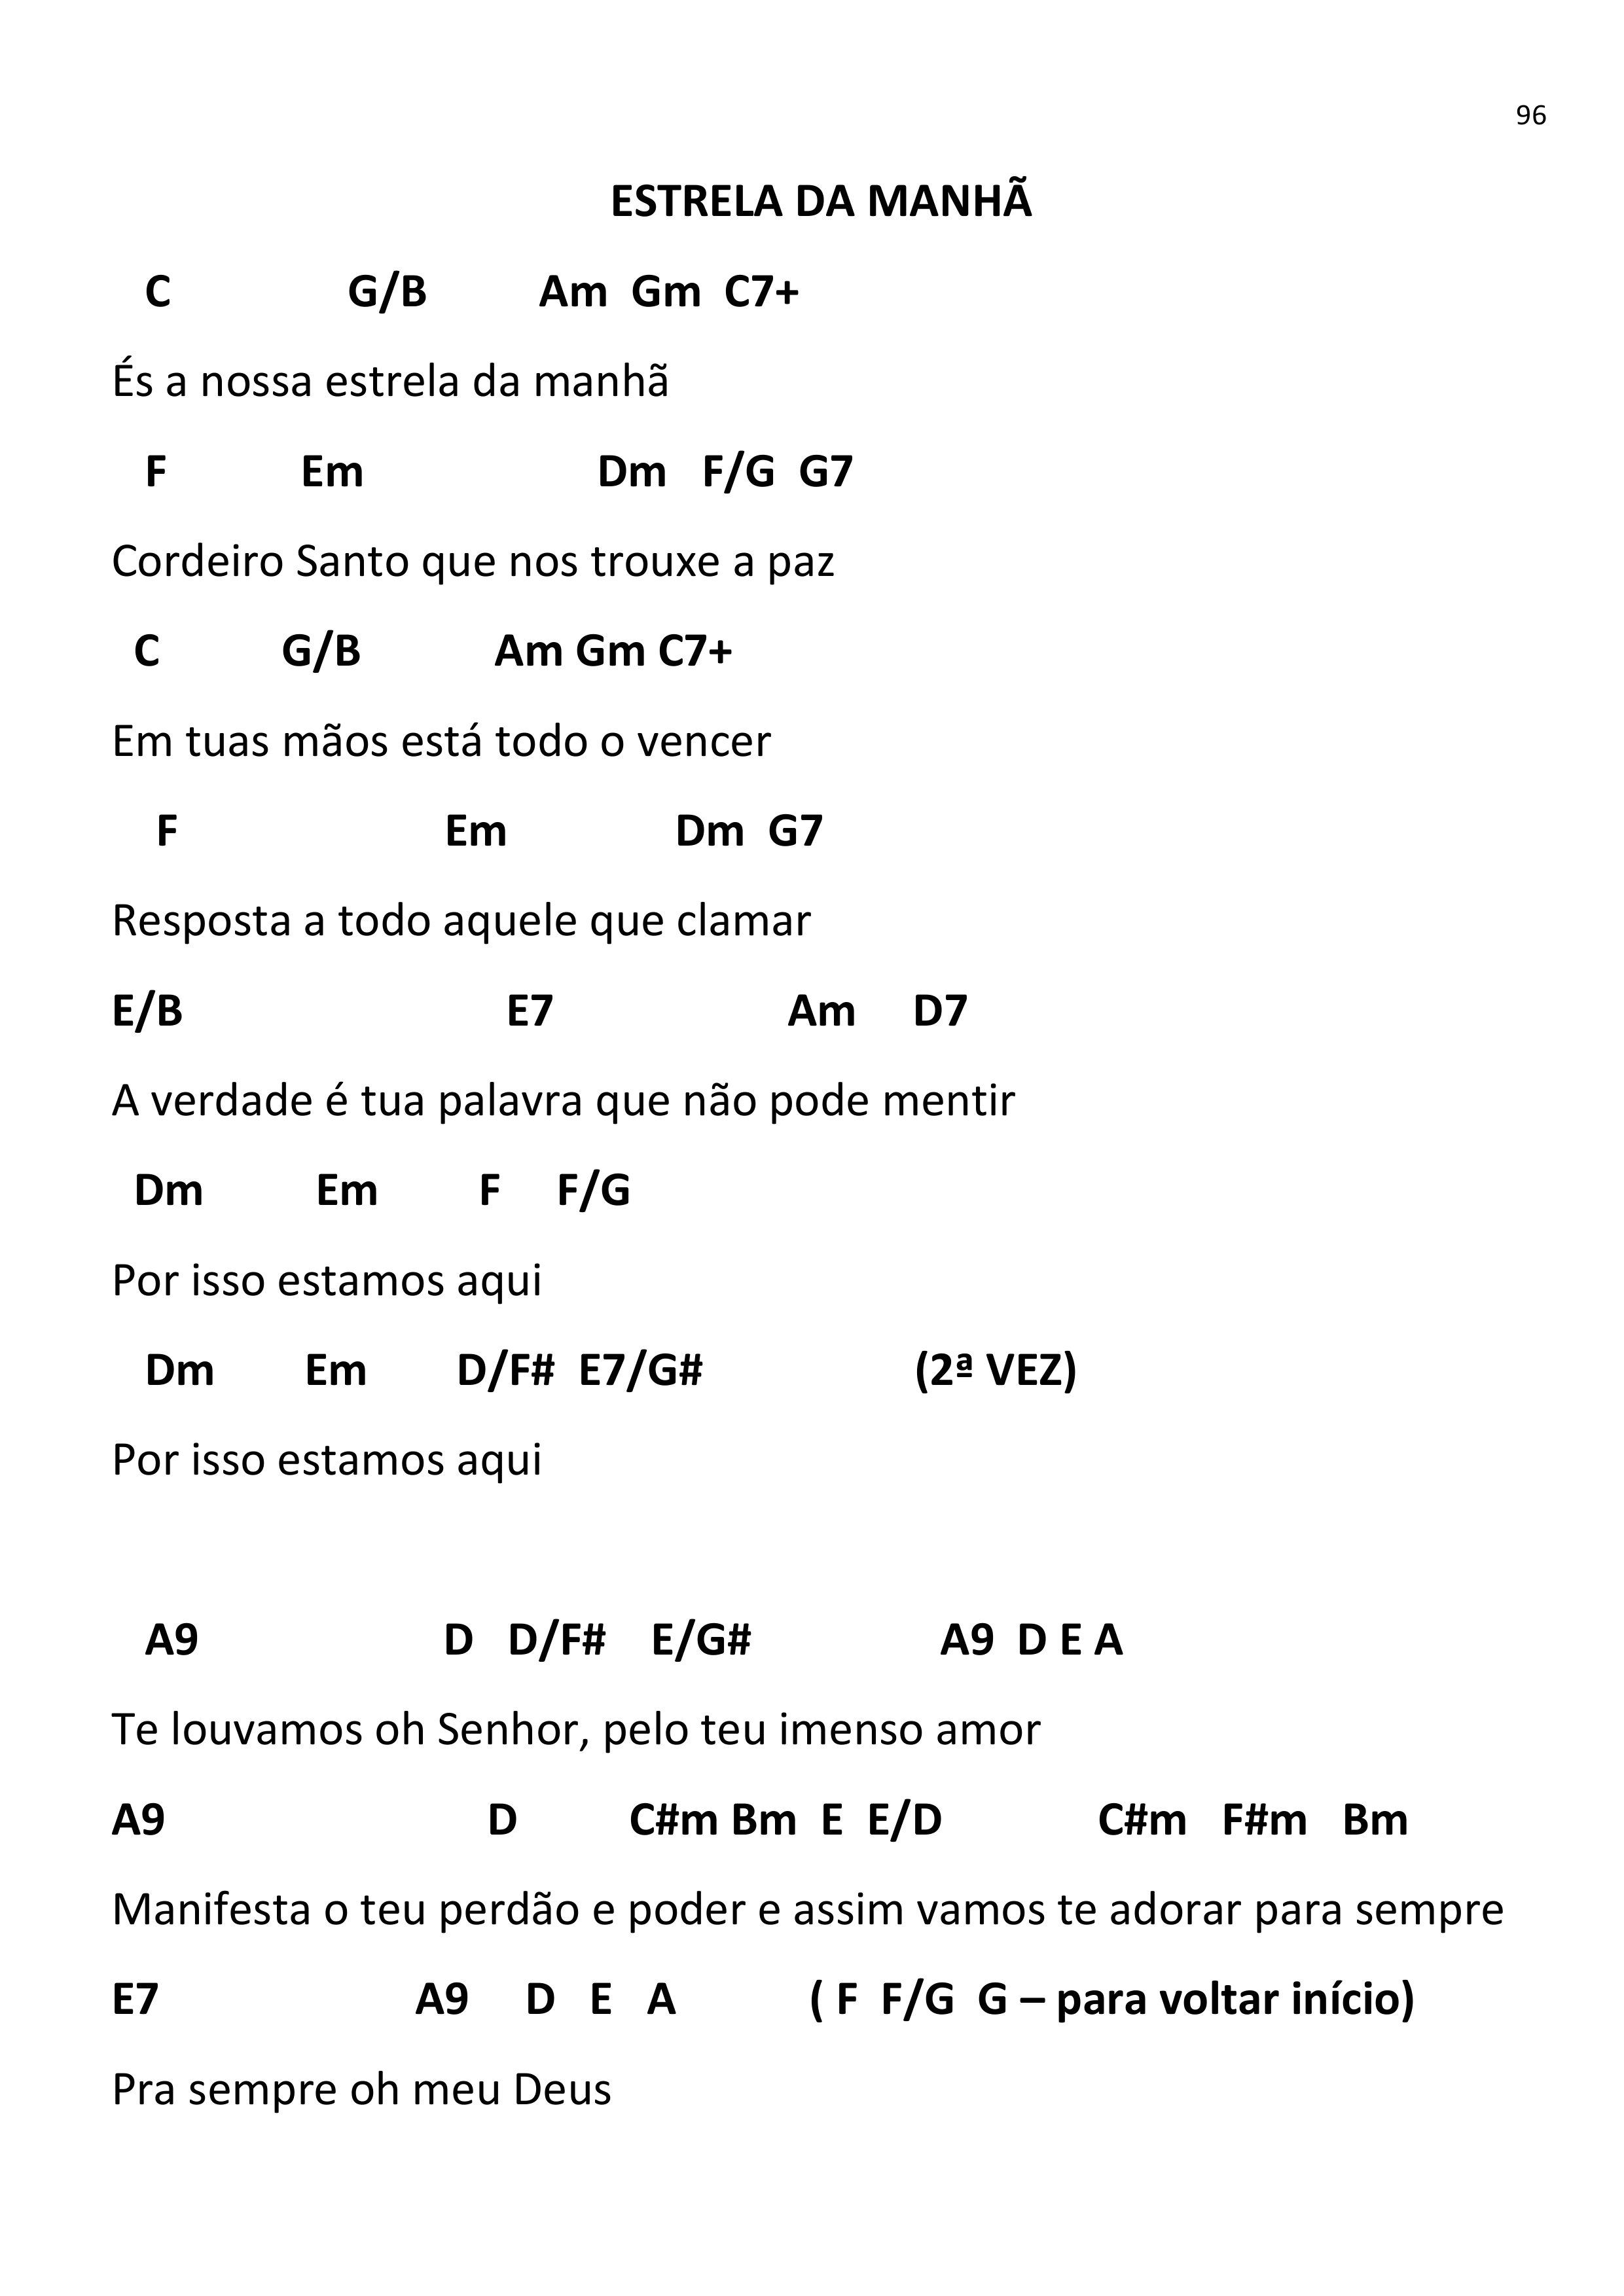 96
ESTRELA DA MANHÃ
C G/B Am Gm C7+
És a nossa estrela da manhã
F Em Dm F/G G7
Cordeiro Santo que nos trouxe a paz
C G/B Am Gm C7+
Em tuas mãos está todo o vencer
F Em Dm G7
Resposta a todo aquele que clamar
E/B E7 Am D7
A verdade é tua palavra que não pode mentir
Dm Em F F/G
Por isso estamos aqui
Dm Em D/F# E7/G# (2ª VEZ)
Por isso estamos aqui
A9 D D/F# E/G# A9 D E A
Te louvamos oh Senhor, pelo teu imenso amor
A9 D C#m Bm E E/D C#m F#m Bm
Manifesta o teu perdão e poder e assim vamos te adorar para sempre
E7 A9 D E A ( F F/G G – para voltar início)
Pra sempre oh meu Deus